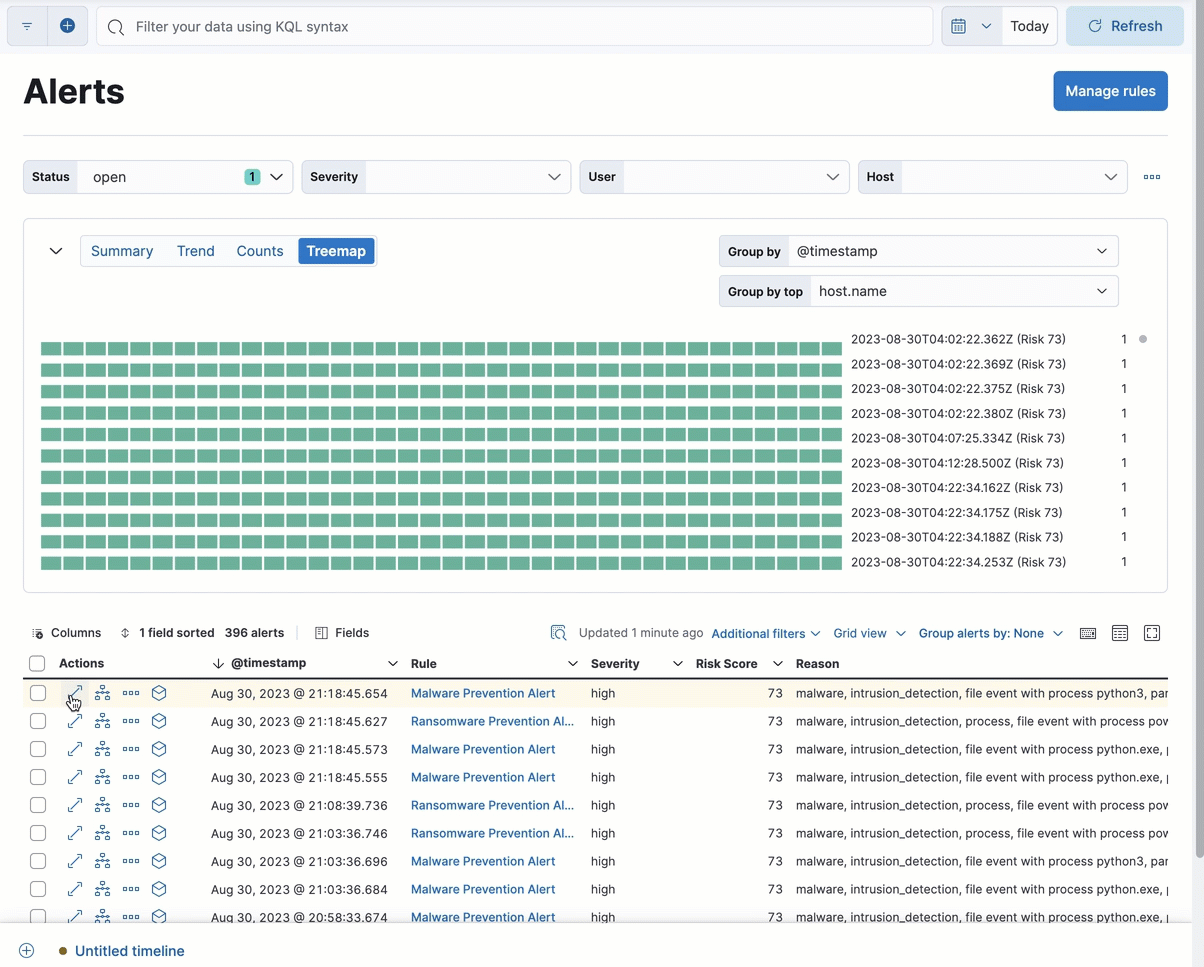 Filter your data using KQL syntax Today Refresh
Alerts Manage rules
Status open 1 Severity User Host
Summary Trend Counts Treemap Group by @timestamp
Group by top host.name
2023-08-30T04:02:22.362Z (Risk 73) 1
2023-08-30T04:02:22.369Z (Risk 73) 1
2023-08-30T04:02:22.375Z (Risk 73) 1
2023-08-30T04:02:22.380Z (Risk 73) 1
2023-08-30T04:07:25.334Z (Risk 73) 1
2023-08-30T04:12:28.500Z (Risk 73) 1
2023-08-30T04:22:34.162Z (Risk 73) 1
2023-08-30T04:22:34.175Z (Risk 73) 1
2023-08-30T04:22:34.188Z (Risk 73) 1
2023-08-30T04:22:34.253Z (Risk 73) 1
Columns 1 field sorted 396 alerts Fields Updated 1 minute ago Additional filters Grid view Group alerts by: None
Actions @timestamp Rule Severity Risk Score Reason
Aug 30, 2023 @ 21:18:45.654 Malware Prevention Alert high 73 malware, intrusion_detection, file event with process python3, par
Aug 30, 2023 @ 21:18:45.627 Ransomware Prevention Al... high 73 malware, intrusion_detection, process, file event with process pov
Aug 30, 2023 @ 21:18:45.573 Malware Prevention Alert high 73 malware, intrusion_detection, file event with process python.exe,
Aug 30, 2023 @ 21:18:45.555 Malware Prevention Alert high 73 malware, intrusion_detection, file event with process python.exe,
Aug 30, 2023 @ 21:08:39.736 Ransomware Prevention Al... high 73 malware, intrusion_detection, process, file event with process pov
Aug 30, 2023 @ 21:03:36.746 Ransomware Prevention Al... high 73 malware, intrusion_detection, process, file event with process pov
Aug 30, 2023 @ 21:03:36.696 Malware Prevention Alert high 73 malware, intrusion_detection, file event with process python3, par
Aug 30, 2023 @ 21:03:36.684 Malware Prevention Alert high 73 malware, intrusion_detection, file event with process python.exe,
Aug 30, 2023 @ 20:58:33.674 Malware Prevention Alert high 73 malware, intrusion_detection, file event with process python.exe,
Untitled timeline